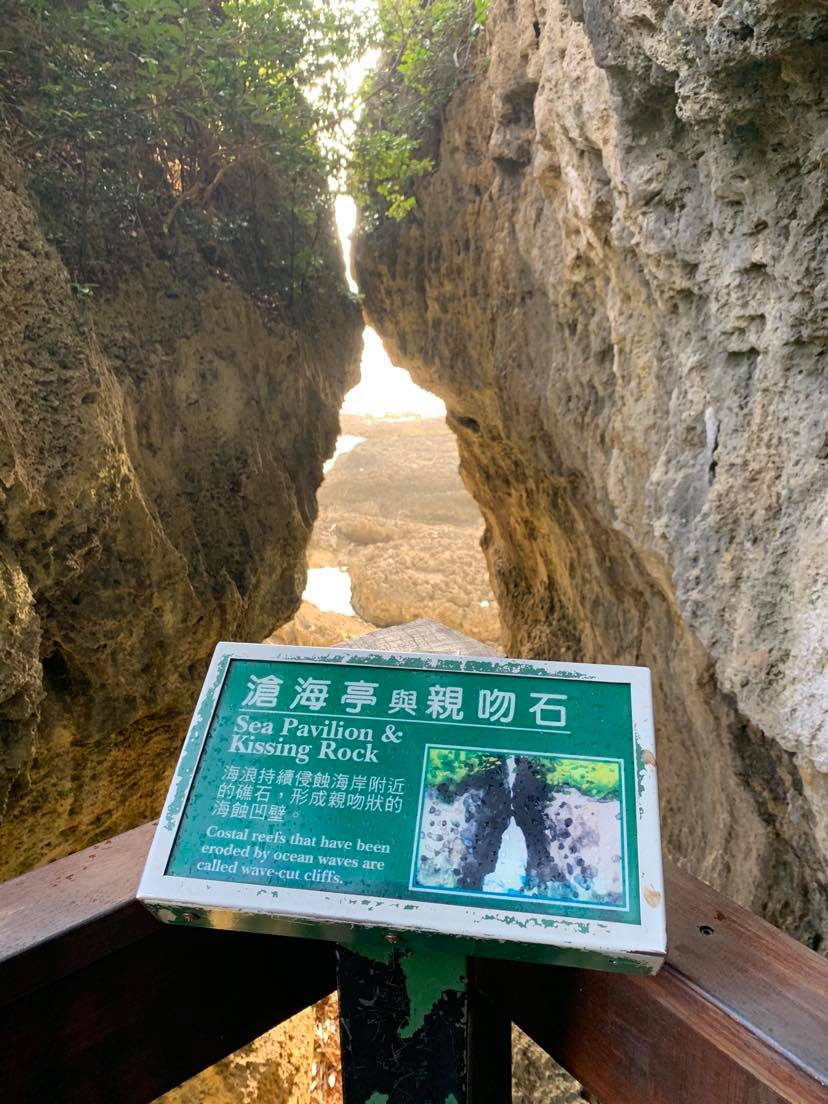 滄海亭與親吻石
Sea Pavilion &
Kissing Rock
海浪持續侵蝕海岸附近
的礁石，形成親吻狀的
海蝕凹壁。
Costal reefs that have been
eroded by ocean waves are
called wave-cut cliffs.